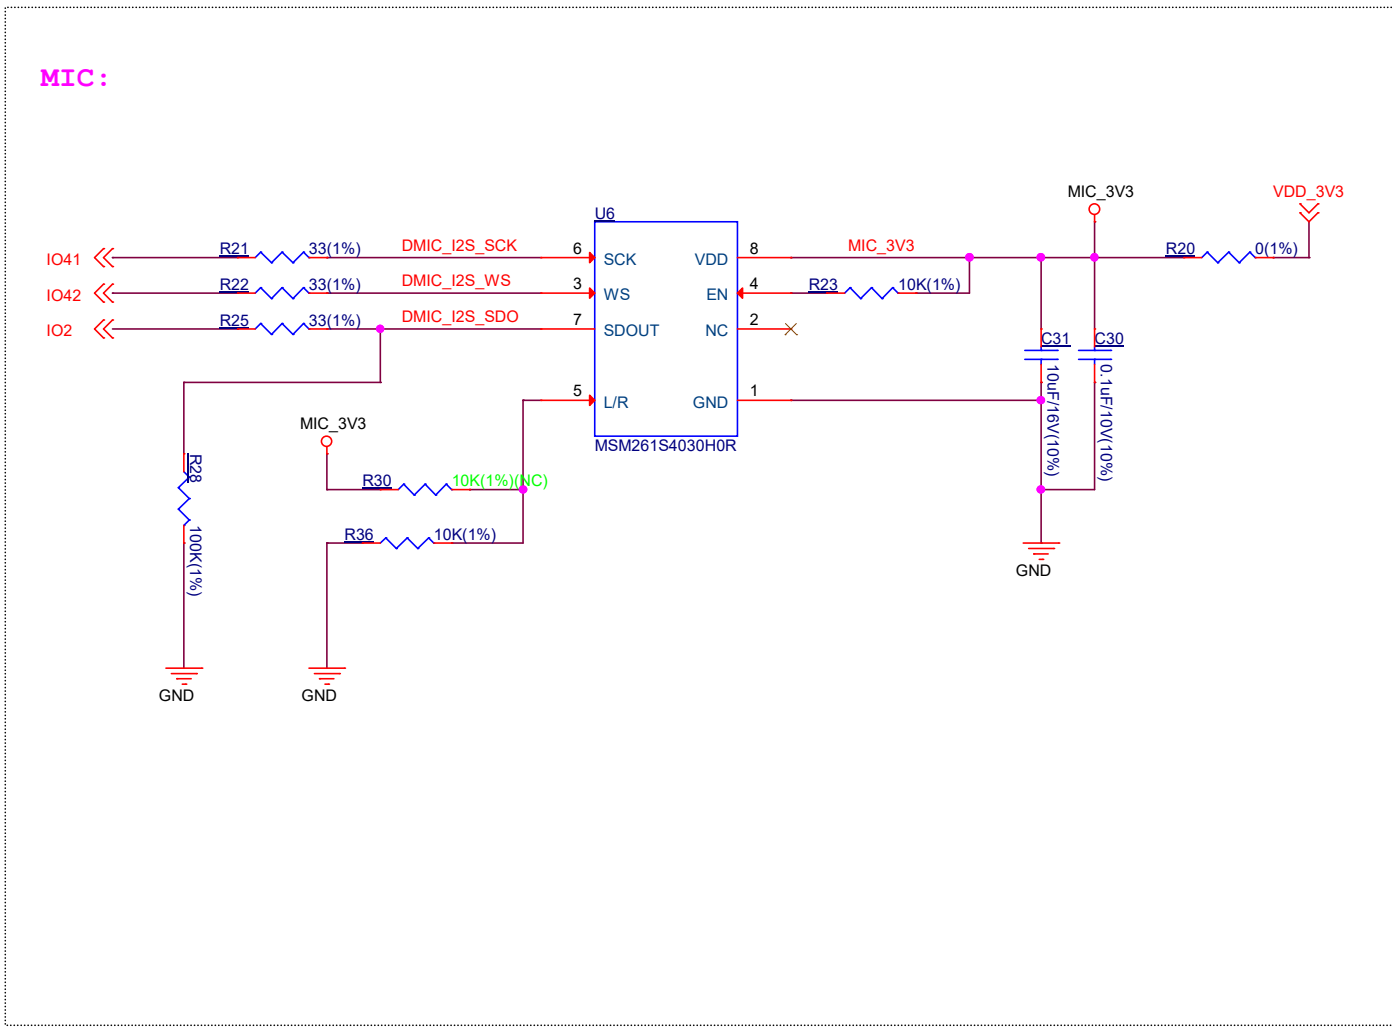 MIC:
MIC_3V3
VDD_3V3
U6
IO41
R21
33(1%)
DMIC_I2S_SCK
6
SCK
VDD
8
MIC_3V3
R20
0(1%)
IO42
R22
33(1%)
DMIC_I2S_WS
3
WS
EN
4
R23
10K(1%)
IO2
R25
33(1%)
DMIC_I2S_SDO
7
SDOUT
NC
2
C31
10uF/16V(10%)
C30
0.1uF/10V(10%)
5
L/R
GND
1
MSM261S4030H0R
MIC_3V3
R28
100K(1%)
R30
10K(1%)(NC)
R36
10K(1%)
GND
GND
GND